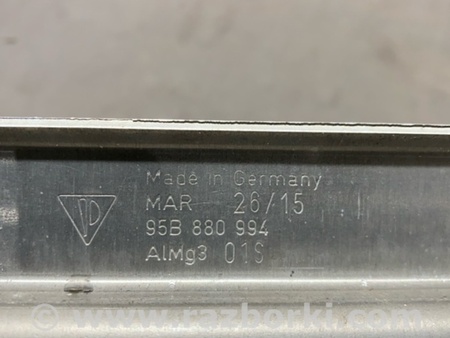 Made in Germany
MAR 26/15
95B 880 994
AlMg3 01S
© www.razborki.com